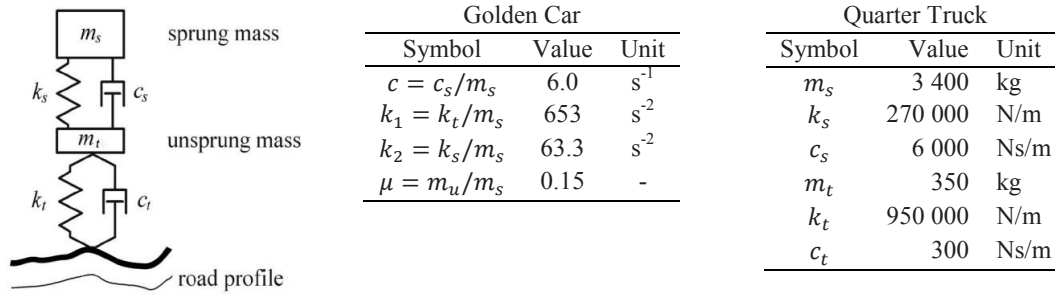 m_s
sprung mass
k_s
c_s
m_t
unsprung mass
k_t
c_t
road profile
Golden Car
Symbol Value Unit
c = c_s/m_s 6.0 s^-1
k_1 = k_t/m_s 653 s^-2
k_2 = k_s/m_s 63.3 s^-2
μ = m_u/m_s 0.15 -
Quarter Truck
Symbol Value Unit
m_s 3 400 kg
k_s 270 000 N/m
c_s 6 000 Ns/m
m_t 350 kg
k_t 950 000 N/m
c_t 300 Ns/m